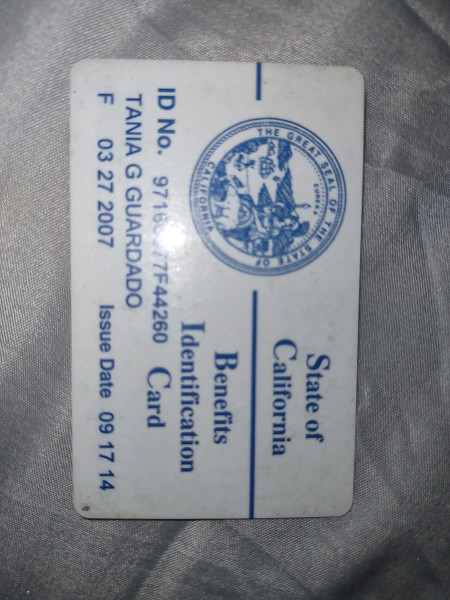 THE GREAT SEAL OF THE STATE OF CALIFORNIA
EUREKA
State of
California
Benefits
Identification
Card
ID No.
TANIA G GUARDADO
F 03 27 2007 Issue Date 09 17 14